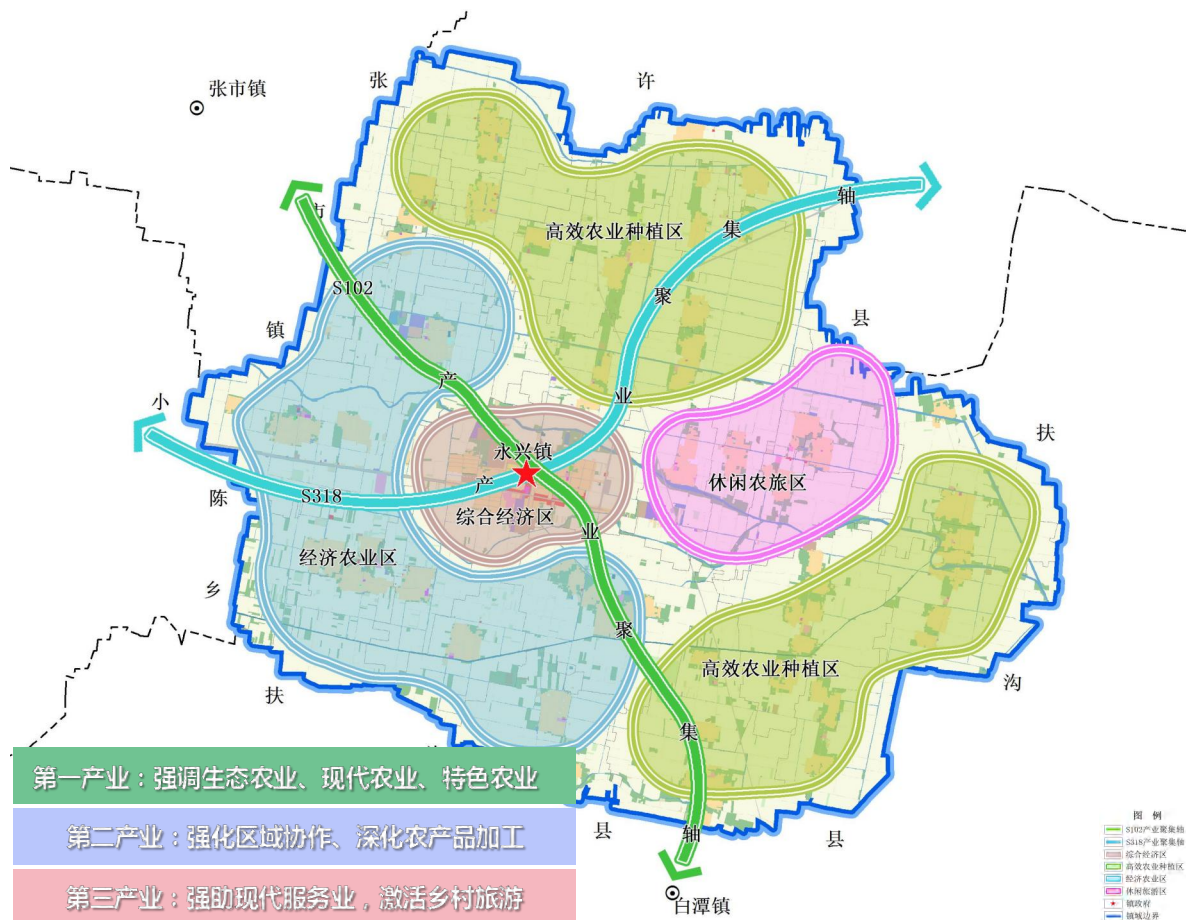 张市镇
张
许
市
轴
高效农业种植区
集
S102
聚
镇
县
产
业
小
扶
永兴镇
休闲农旅区
陈
S318
产
综合经济区
业
经济农业区
乡
聚
高效农业种植区
沟
扶
集
第一产业：强调生态农业、现代农业、特色农业
第二产业：强化区域协作、深化农产品加工
第三产业：强助现代服务业，激活乡村旅游
县
轴
县
白潭镇
图 例
S102产业聚集轴
S318产业聚集轴
综合经济区
高效农业种植区
经济农业区
休闲旅游区
镇政府
镇域边界